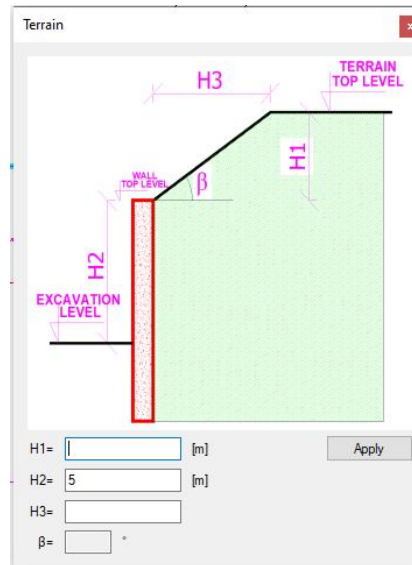 Terrain
H3
TERRAIN
TOP LEVEL
H1
WALL
TOP LEVEL
β
H2
EXCAVATION
LEVEL
H1= [m] Apply
H2= 5 [m]
H3=
β= °